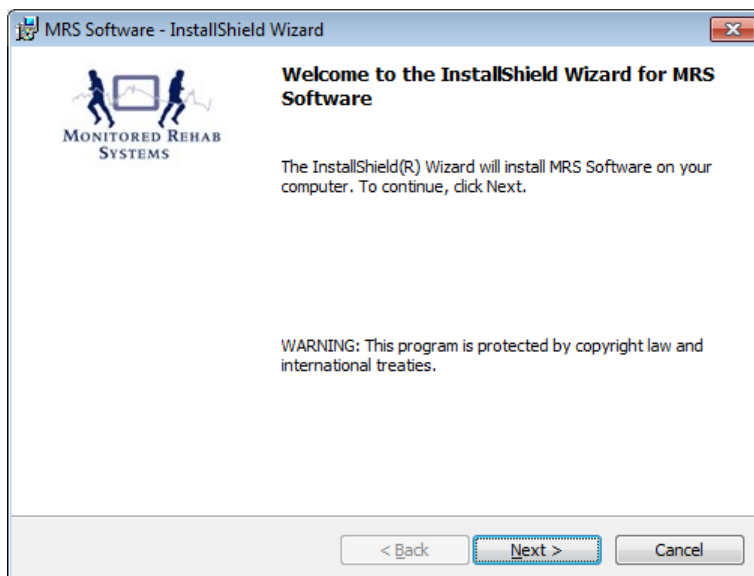 MRS Software - InstallShield Wizard
MONITORED REHAB
SYSTEMS
Welcome to the InstallShield Wizard for MRS
Software
The InstallShield(R) Wizard will install MRS Software on your
computer. To continue, click Next.
WARNING: This program is protected by copyright law and
international treaties.
< Back
Next >
Cancel